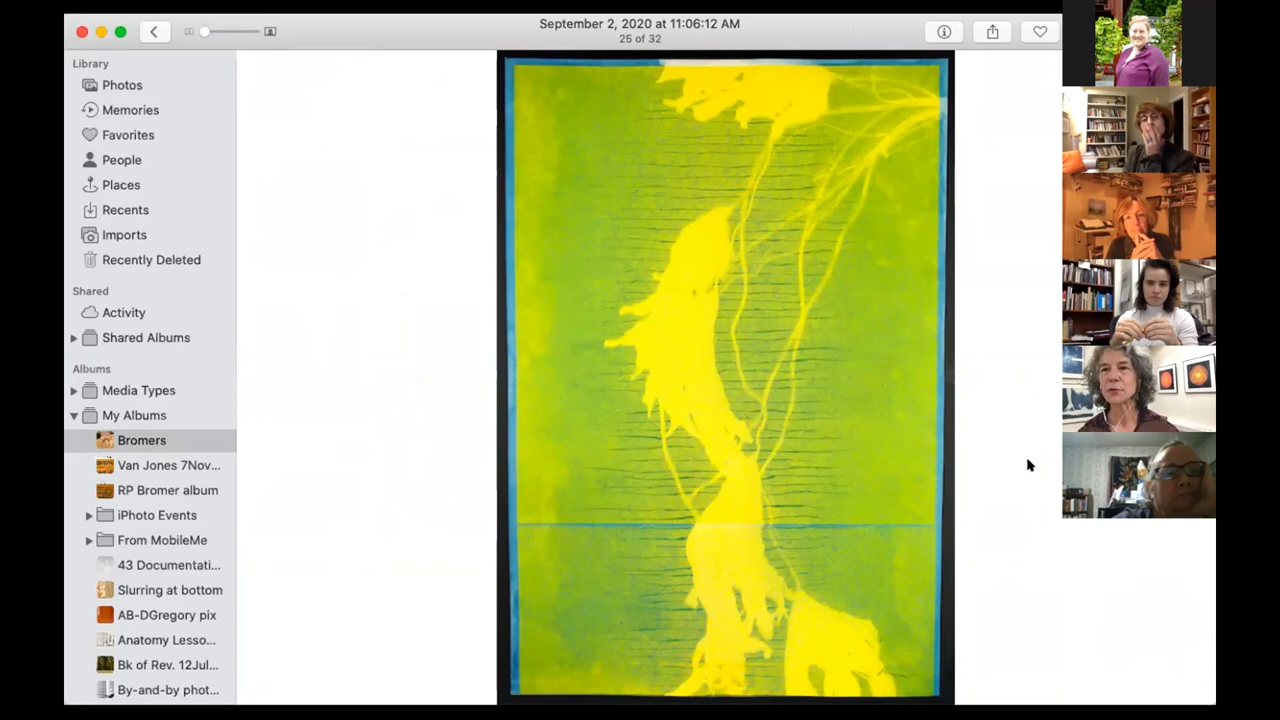 September 2, 2020 at 11:06:12 AM
25 of 32
Library
Photos
Memories
Favorites
People
Places
Recents
Imports
Recently Deleted
Shared
Activity
Shared Albums
Albums
Media Types
My Albums
Bromers
Van Jones 7Nov...
RP Bromer album
iPhoto Events
From MobileMe
43 Documentati...
Slurring at bottom
AB-DGregory pix
Anatomy Lesso...
Bk of Rev. 12Jul...
By-and-by phot...